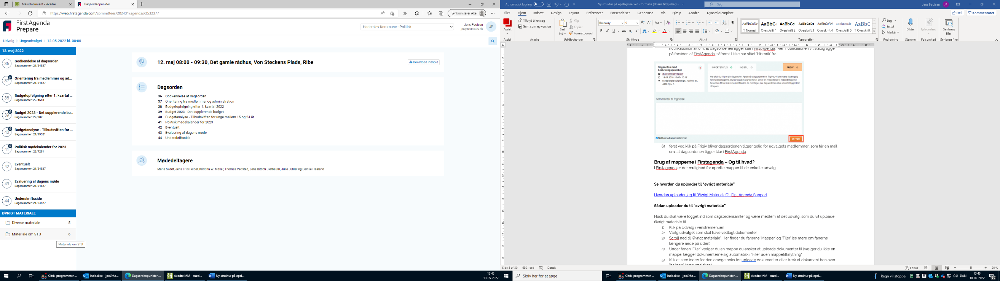 MainDocument - Acadre
Dagsordenpunkter
https://web.firstagenda.com/committees/202431/agendas/2532377
Synkroniserer ikke
FirstAgenda
Prepare
Haderslev Kommune - Politisk
Jens Poulsen
jpo@haderslev.dk
JP
Udvalg > Ungeudvalget > 12-05-2022 kl. 08:00
12. maj 2022
36 Godkendelse af dagsorden
Sagsnummer: 21/24527
37 Orientering fra medlemmer og ad...
Sagsnummer: 21/24527
38 Budgetopfølgning efter 1. kvartal ...
Sagsnummer: 22/4618
39 Budget 2023 - Det supplerende bu...
Sagsnummer: 22/202
40 Budgetanalyse - Tilbudsviften for ...
Sagsnummer: 21/19521
41 Politisk mødekalender for 2023
Sagsnummer: 22/7281
42 Eventuelt
Sagsnummer: 21/24527
43 Evaluering af dagens møde
Sagsnummer: 21/24527
44 Underskriftsside
Sagsnummer: 21/24527
ØVRIGT MATERIALE
Diverse materiale 5
Materiale om STU 6
Materiale om STU
12. maj 08:00 - 09:30, Det gamle rådhus, Von Støckens Plads, Ribe
Download indhold
Dagsorden
36 Godkendelse af dagsorden
37 Orientering fra medlemmer og administration
38 Budgetopfølgning efter 1. kvartal 2022
39 Budget 2023 - Det supplerende budget
40 Budgetanalyse - Tilbudsviften for unge mellem 15 og 24 år
41 Politisk mødekalender for 2023
42 Eventuelt
43 Evaluering af dagens møde
44 Underskriftsside
Mødedeltagere
Marie Skødt, Jens Friis Felber, Kristina W. Møller, Thomas Vedsted, Lene Bitsch Bierbaum, Julie Juhler og Cecilie Haaland
Citrix programmer ...
Indbakke - jpo@ha...
Dagsordenpunkter ...
Acadre MM - mød...
Ny struktur på opsl...
13:48
10-05-2022
Automatisk lagring
Ny struktur på opslagsværket - formalia (Brians tilføjelser)...
Søg
Jens Poulsen JP
Filer Hjem Indsæt Design Layout Referencer Forsendelser Gennemse Vis Hjælp Acadre DynamicTemplate
Del Kommentarer
Assist
Tilknyt til en sag
Gem som ny version
Sæt ind
Klip
Kopiér
Formatpensel
Raleway 9
AaBbCcDc ¶ Normal
AaBbCc Overskrift 1
AaBbCcI Overskrift 2
AaBbCcDc Overskrift 3
AaBbCcDd Overskrift 4
AaBbCcDdE Overskrift 5
AaBbC ¶ Overskrift
Søg
Erstat
Markér
Dikter
Følsomhed
Genbrug filer
Assist Acadre Udklipsholder Skrifttype Afsnit Typografier Redigering Stemme Følsomhed Genbrug filer
notifikationsmail om, at dagsordenen ligger klar i FirstAgenda. Men notifikationen vil stadig ligge
på forsiden af FirstAgenda, såfremt I ikke har slået 'Historik' fra.
Dagsorden med
beslutningsprotokol
ØKONOMIUDVALGET
18.09.2018 10:00 - 10:15
Mødelokale Nykøbing F., Parkvej 37,
4800 Nyk. F.
IMPORTSTATUS INDSTIL FRIGIV
Her skal du frigive din dagsorden. Først når dagsordenen er frigivet, vil den være tilgængelig
for mødedeltagerne. Du har også mulighed for at skrive en meddelelse til mødedeltagerne.
Beskeden får de i den mailnotifikation de modtager, når dagsordenen eller referatet ligger klar
i Prepare.
Kommentar til frigivelse
Notificer udvalgsmedlemmer
Frigiv
6) først ved klik på Frigiv bliver dagsordenen tilgængelig for udvalgets medlemmer, som får en mail
om, at dagsordenen ligger klar i FirstAgenda
Brug af mapperne i Firstagenda – Og til hvad?
I Firstagenda er der mulighed for oprette mapper til de enkelte udvalg
Se hvordan du uploader til "øvrigt materiale"
Hvordan uploader jeg til "Øvrigt Materiale"? | FirstAgenda Support
Sådan uploader du til "øvrigt materiale"
Husk du skal være logget ind som dagsordensamler og være medlem af det udvalg, som du vil uploade
Øvrigt materiale til.
1) Klik på Udvalg i venstremenuen
2) Vælg udvalget som skal have vedlagt dokumenter
3) Scroll ned til 'Øvrigt materiale'. Her finder du fanerne 'Mapper' og 'Filer' (se mere om fanerne
længere nede på siden)
4) Under fanen 'Filer' vælger du en mappe du ønsker at uploade dokumenter til (vælger du ikke en
mappe, lægger dokumenterne sig automatisk i "Filer uden mappetilknytning"
5) Klik et sted inden for den orange boks for uploade dokumenter eller træk et dokument hen over
"boksen" (drag and drop)
Side 8 af 30 6301 ord Dansk
Fokus
120 %
Skriv her for at søge
Citrix programmer ...
Indbakke - jpo@ha...
Dagsordenpunkter ...
Acadre MM - mød...
Ny struktur på opsl...
Regn vil stoppe
DAN
13:48
10-05-2022